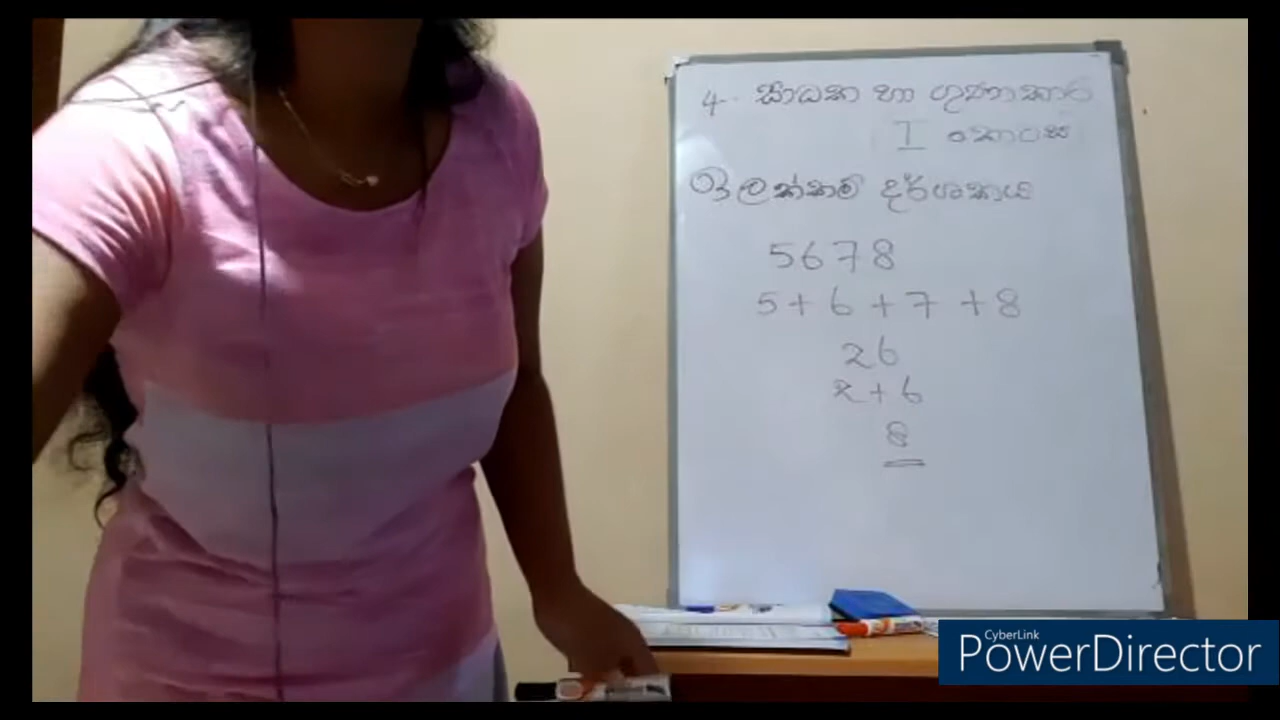 4. සාධක හා ගුණාකාර
I කොටස
ඉලක්කම් දර්ශකය
5678
5 + 6 + 7 + 8
26
2 + 6
8
CyberLink
PowerDirector